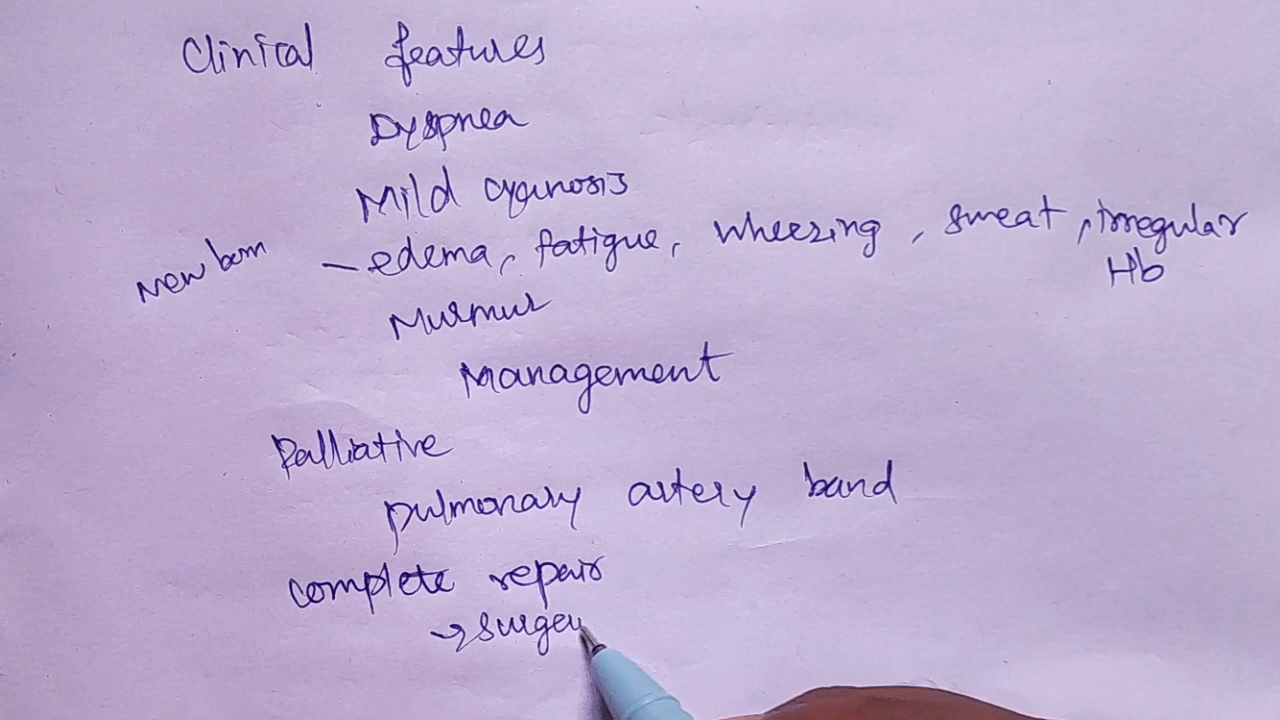 Clinical features
Dyspnea
Mild cyanosis
New born - edema, fatigue, wheezing, sweat, irregular
Hb
Murmur
Management
Palliative
pulmonary artery band
complete repair
→ surger